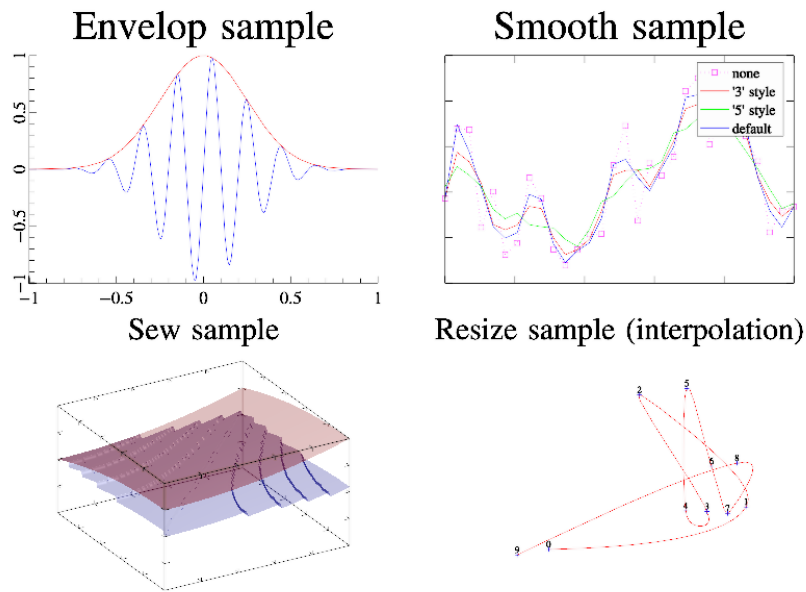 Envelop sample
Smooth sample
1
0.5
0
−0.5
−1
−1
−0.5
0
0.5
1
none
'3' style
'5' style
default
Sew sample
Resize sample (interpolation)
2
5
6
8
4
3
7
1
9
0